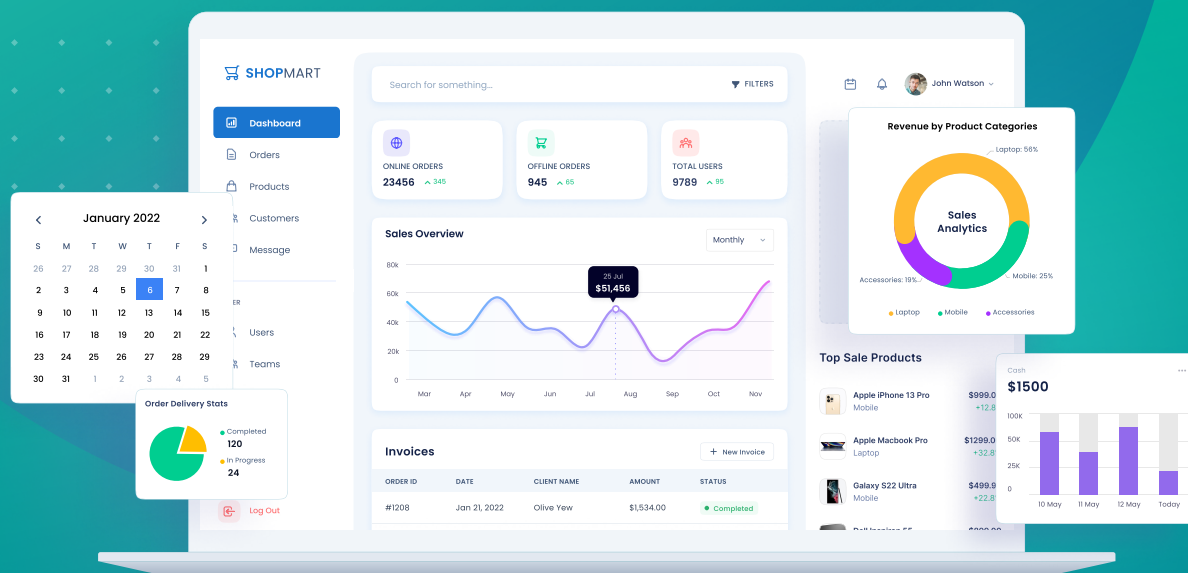 SHOPMART
Dashboard
Orders
Products
Customers
Message
ER
Users
Teams
Log Out
January 2022
S M T W T F S
26 27 28 29 30 31 1
2 3 4 5 6 7 8
9 10 11 12 13 14 15
16 17 18 19 20 21 22
23 24 25 26 27 28 29
30 31 1 2 3 4 5
Order Delivery Stats
Completed
120
In Progress
24
Search for something...
FILTERS
ONLINE ORDERS
23456 345
OFFLINE ORDERS
945 65
TOTAL USERS
9789 95
Sales Overview
Monthly
80k
60k
40k
20k
0
25 Jul
$51,456
Mar Apr May Jun Jul Aug Sep Oct Nov
Invoices
+ New Invoice
ORDER ID DATE CLIENT NAME AMOUNT STATUS
#1208 Jan 21, 2022 Olive Yew $1,534.00 Completed
John Watson
Revenue by Product Categories
Laptop: 56%
Sales
Analytics
Accessories: 19%
Mobile: 25%
Laptop Mobile Accessories
Top Sale Products
Apple iPhone 13 Pro $999.0
Mobile +12.8
Apple Macbook Pro $1299.0
Laptop +32.8
Galaxy S22 Ultra $499.9
Mobile +22.8
Cash
$1500
100K
50K
25K
0
10 May 11 May 12 May Today